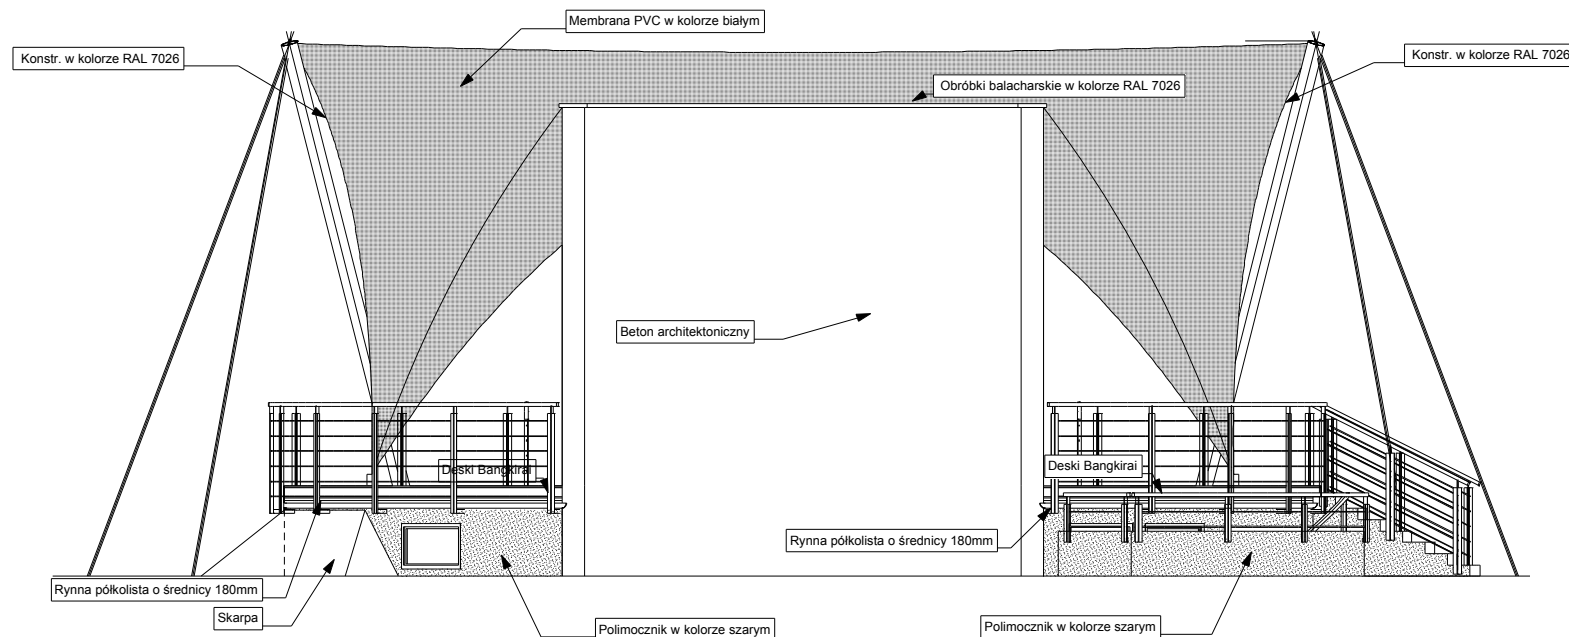 Membrana PVC w kolorze białym
Konstr. w kolorze RAL 7026
Konstr. w kolorze RAL 7026
Obróbki balacharskie w kolorze RAL 7026
Beton architektoniczny
Deski Bangkirai
Deski Bangkirai
Rynna półkolista o średnicy 180mm
Rynna półkolista o średnicy 180mm
Skarpa
Polimocznik w kolorze szarym
Polimocznik w kolorze szarym